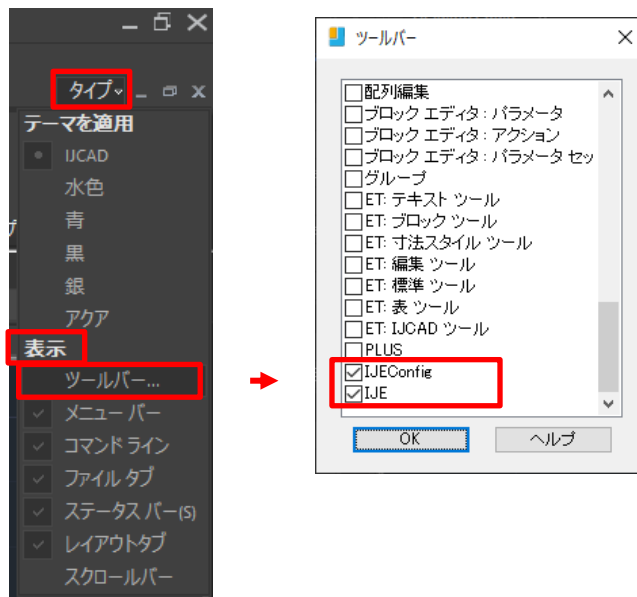 タイプ
テーマを適用
IJCAD
水色
青
黒
銀
アクア
表示
ツールバー...
メニュー バー
コマンド ライン
ファイル タブ
ステータス バー(S)
レイアウトタブ
スクロールバー
ツールバー
配列編集
ブロック エディタ : パラメータ
ブロック エディタ : アクション
ブロック エディタ : パラメータ セッ
グループ
ET: テキスト ツール
ET: ブロック ツール
ET: 寸法スタイル ツール
ET: 編集 ツール
ET: 標準 ツール
ET: 表 ツール
ET: IJCAD ツール
PLUS
IJEConfig
IJE
OK
ヘルプ